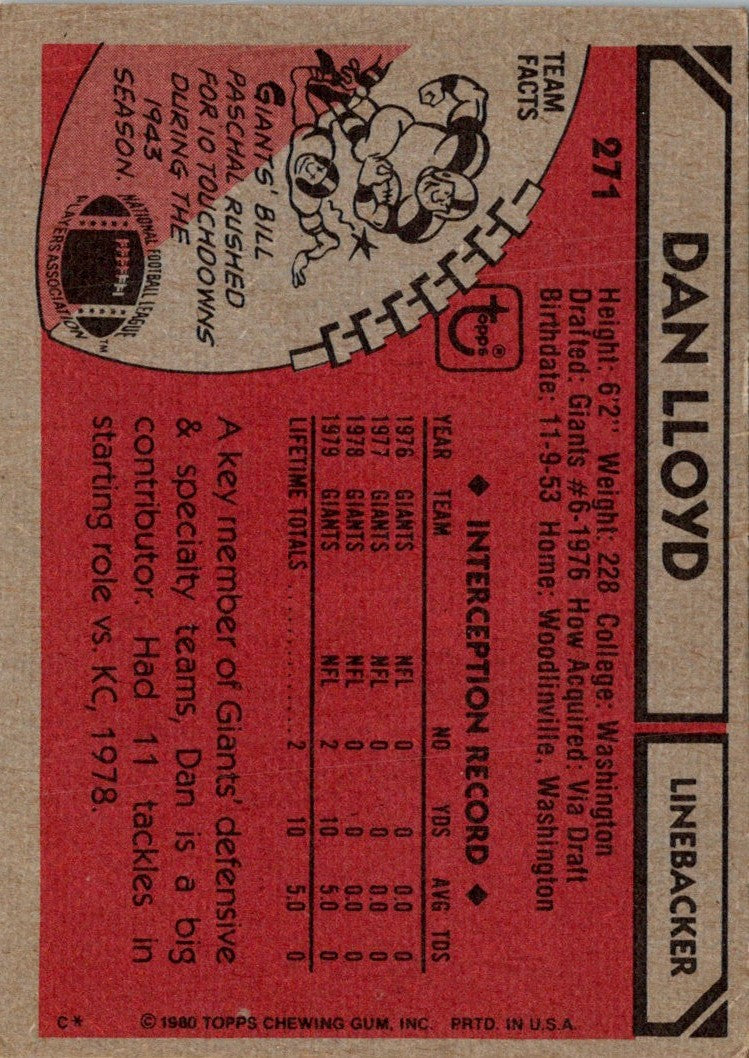 DAN LLOYD
LINEBACKER
271
Height: 6'2" Weight: 228 College: Washington
Drafted: Giants #6-1976 How Acquired: Via Draft
Birthdate: 11-9-53 Home: Woodlinville, Washington
TEAM
FACTS
GIANTS' BILL
PASCHAL RUSHED
FOR 10 TOUCHDOWNS
DURING THE
1943
SEASON.
NATIONAL FOOTBALL LEAGUE
PLAYERS ASSOCIATION
TM
topps®
◆ INTERCEPTION RECORD ◆
YEAR TEAM NO YDS AVG TDS
1976 GIANTS NFL 0 0 0.0 0
1977 GIANTS NFL 0 0 0.0 0
1978 GIANTS NFL 0 0 0.0 0
1979 GIANTS NFL 2 10 5.0 0
LIFETIME TOTALS .......... 2 10 5.0 0
A key member of Giants' defensive
& specialty teams, Dan is a big
contributor. Had 11 tackles in
starting role vs. KC, 1978.
C* © 1980 TOPPS CHEWING GUM, INC. PRTD. IN U.S.A.